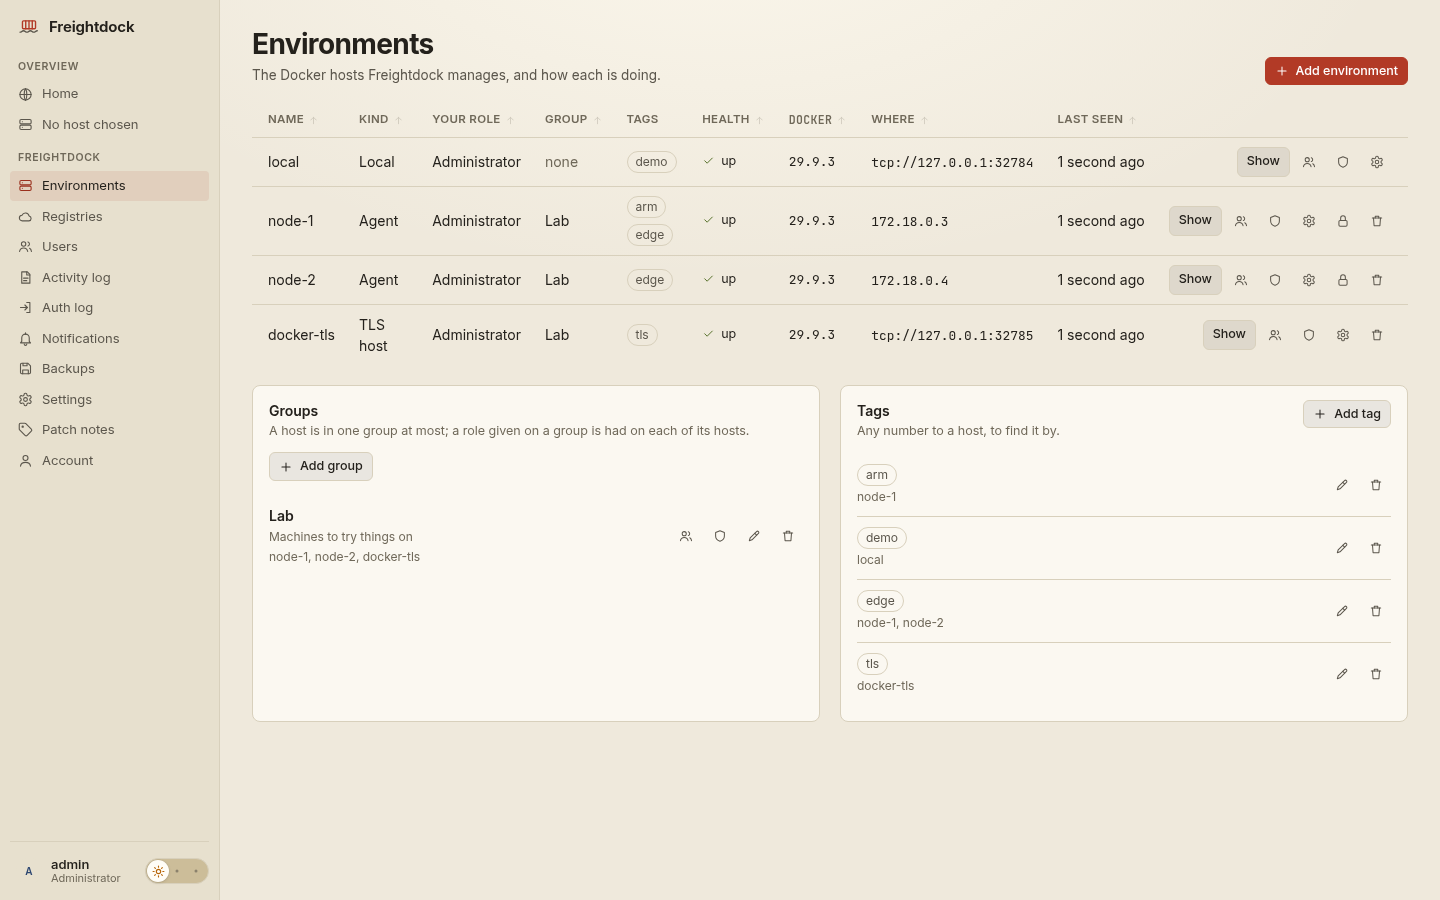 Freightdock
OVERVIEW
Home
No host chosen
FREIGHTDOCK
Environments
Registries
Users
Activity log
Auth log
Notifications
Backups
Settings
Patch notes
Account
A
admin
Administrator
Environments
The Docker hosts Freightdock manages, and how each is doing.
Add environment
NAME ↑ KIND ↑ YOUR ROLE ↑ GROUP ↑ TAGS HEALTH ↑ DOCKER ↑ WHERE ↑ LAST SEEN ↑
local Local Administrator none demo up 29.9.3 tcp://127.0.0.1:32784 1 second ago Show
node-1 Agent Administrator Lab arm edge up 29.9.3 172.18.0.3 1 second ago Show
node-2 Agent Administrator Lab edge up 29.9.3 172.18.0.4 1 second ago Show
docker-tls TLS host Administrator Lab tls up 29.9.3 tcp://127.0.0.1:32785 1 second ago Show
Groups
A host is in one group at most; a role given on a group is had on each of its hosts.
Add group
Lab
Machines to try things on
node-1, node-2, docker-tls
Tags
Any number to a host, to find it by.
Add tag
arm
node-1
demo
local
edge
node-1, node-2
tls
docker-tls